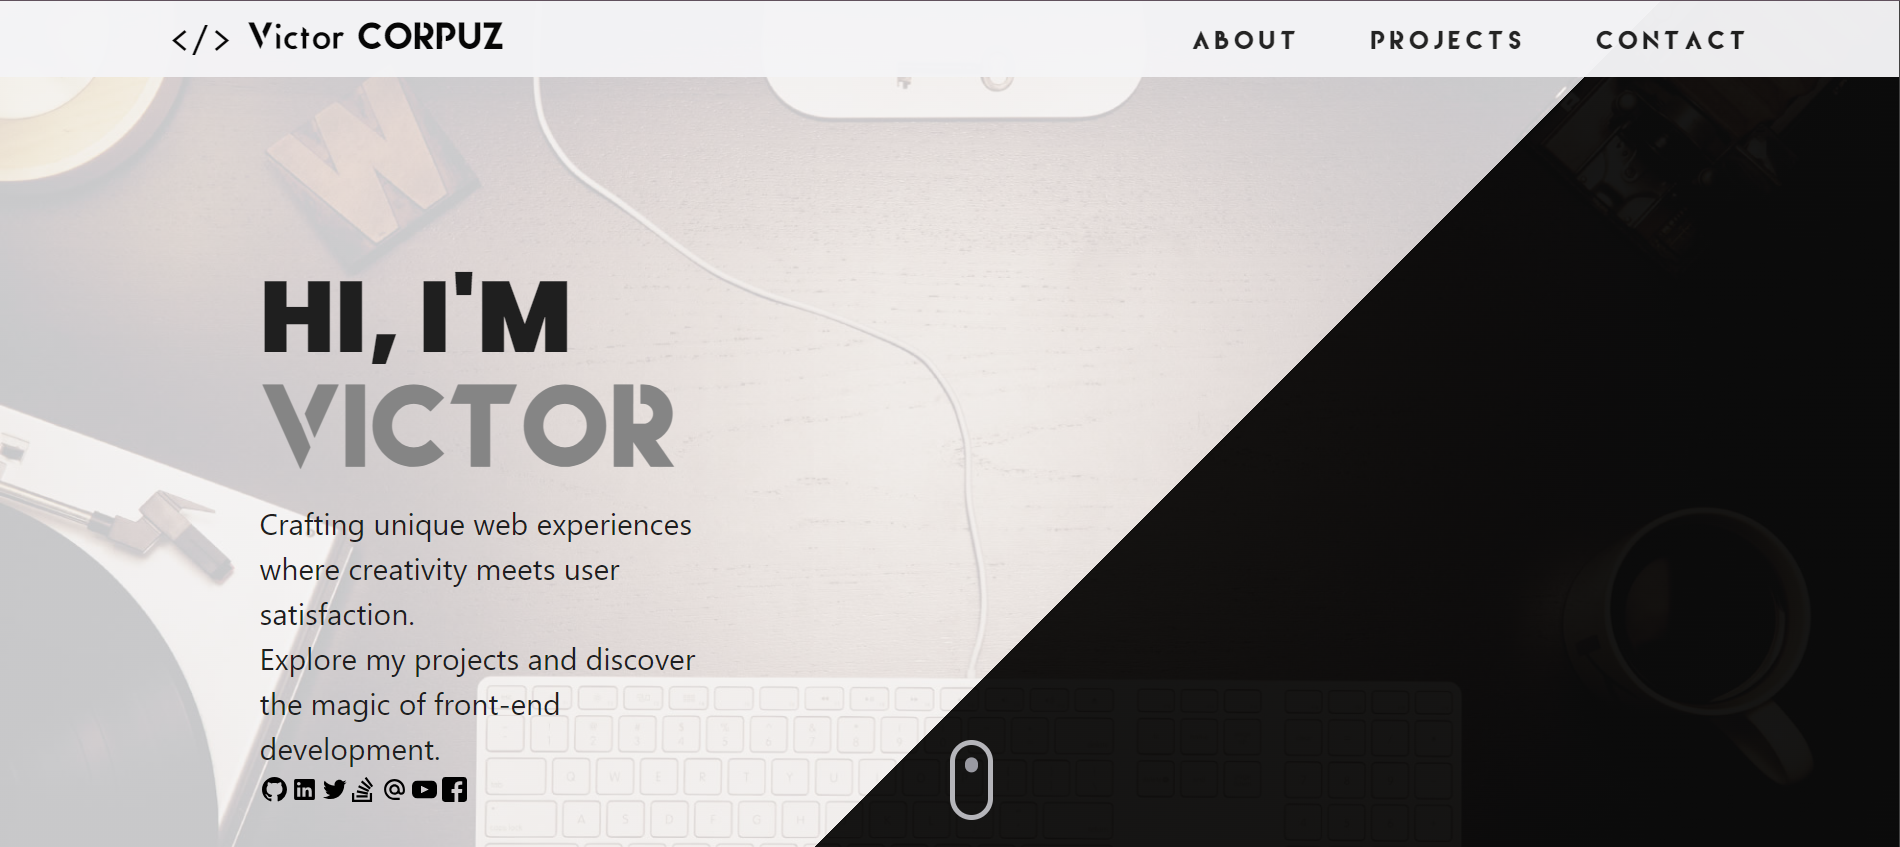 </> Victor CORPUZ
ABOUT PROJECTS CONTACT
W
HI, I'M
VICTOR
Crafting unique web experiences
where creativity meets user
satisfaction.
Explore my projects and discover
the magic of front-end
development.
Q W E R T Y U
A S D F G H